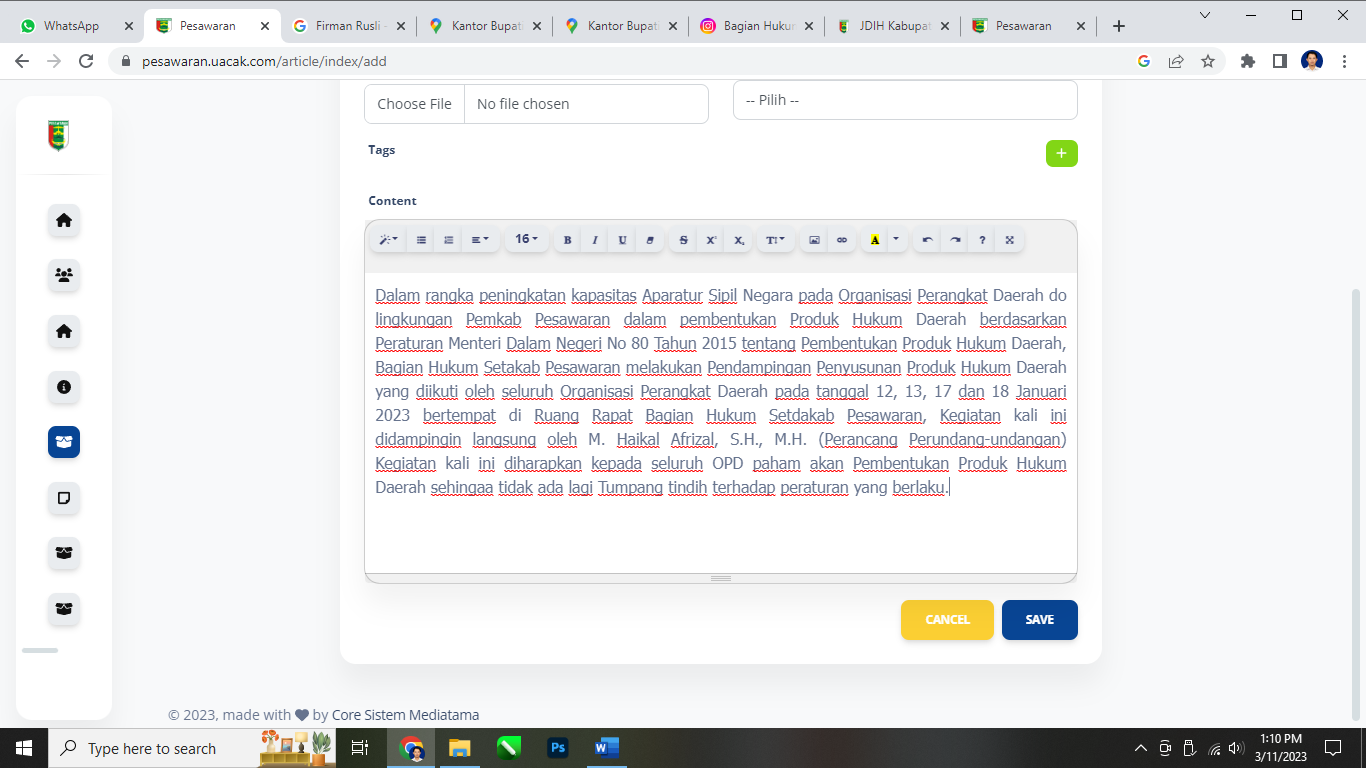 WhatsApp
Pesawaran
Firman Rusli -
Kantor Bupat
Kantor Bupat
Bagian Hukur
JDIH Kabupat
Pesawaran
pesawaran.uacak.com/article/index/add
Choose File No file chosen
-- Pilih --
Tags
+
Content
16 B I U S X² X₂ T A ?
Dalam rangka peningkatan kapasitas Aparatur Sipil Negara pada Organisasi Perangkat Daerah do
lingkungan Pemkab Pesawaran dalam pembentukan Produk Hukum Daerah berdasarkan
Peraturan Menteri Dalam Negeri No 80 Tahun 2015 tentang Pembentukan Produk Hukum Daerah,
Bagian Hukum Setakab Pesawaran melakukan Pendampingan Penyusunan Produk Hukum Daerah
yang diikuti oleh seluruh Organisasi Perangkat Daerah pada tanggal 12, 13, 17 dan 18 Januari
2023 bertempat di Ruang Rapat Bagian Hukum Setdakab Pesawaran, Kegiatan kali ini
didampingin langsung oleh M. Haikal Afrizal, S.H., M.H. (Perancang Perundang-undangan)
Kegiatan kali ini diharapkan kepada seluruh OPD paham akan Pembentukan Produk Hukum
Daerah sehingaa tidak ada lagi Tumpang tindih terhadap peraturan yang berlaku.
CANCEL
SAVE
© 2023, made with ♥ by Core Sistem Mediatama
Type here to search
Ps
W
1:10 PM
3/11/2023